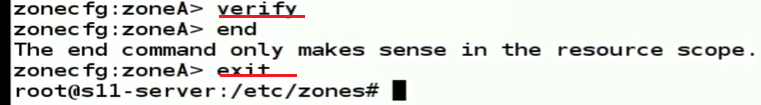 zonecfg:zoneA> verify
zonecfg:zoneA> end
The end command only makes sense in the resource scope.
zonecfg:zoneA> exit
root@s11-server:/etc/zones#